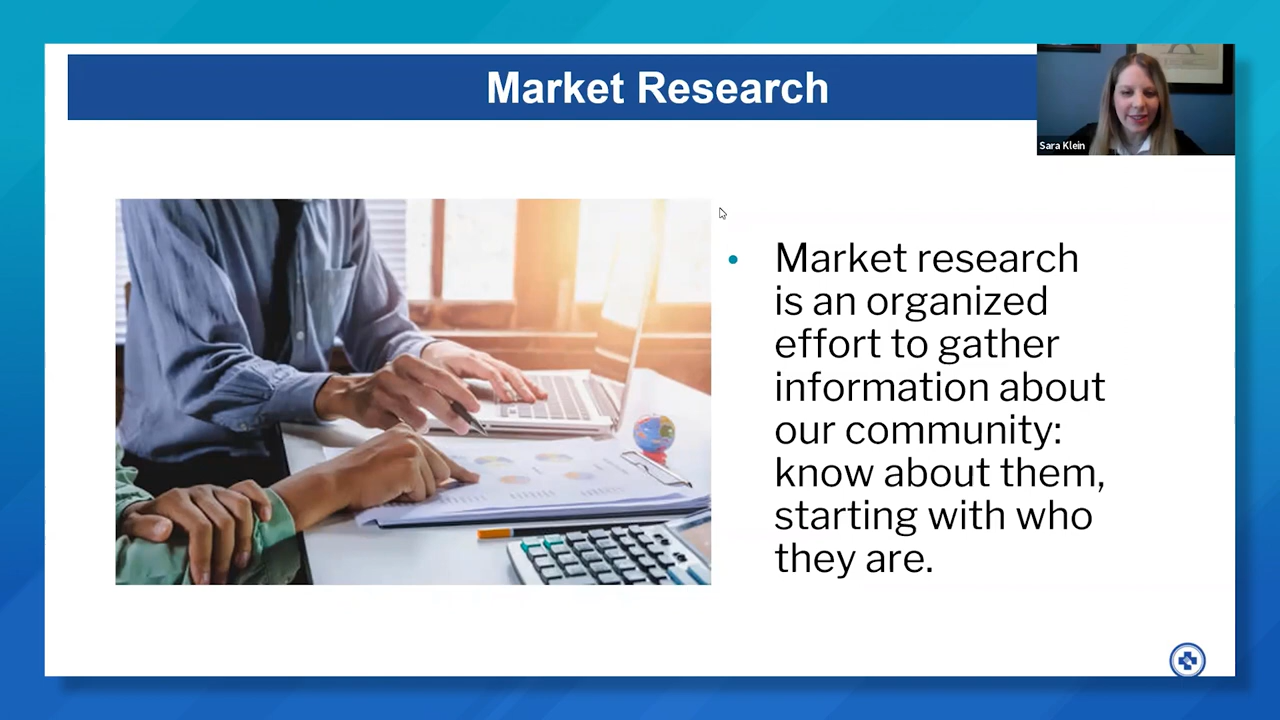 Market Research
Sara Klein
• Market research
is an organized
effort to gather
information about
our community:
know about them,
starting with who
they are.